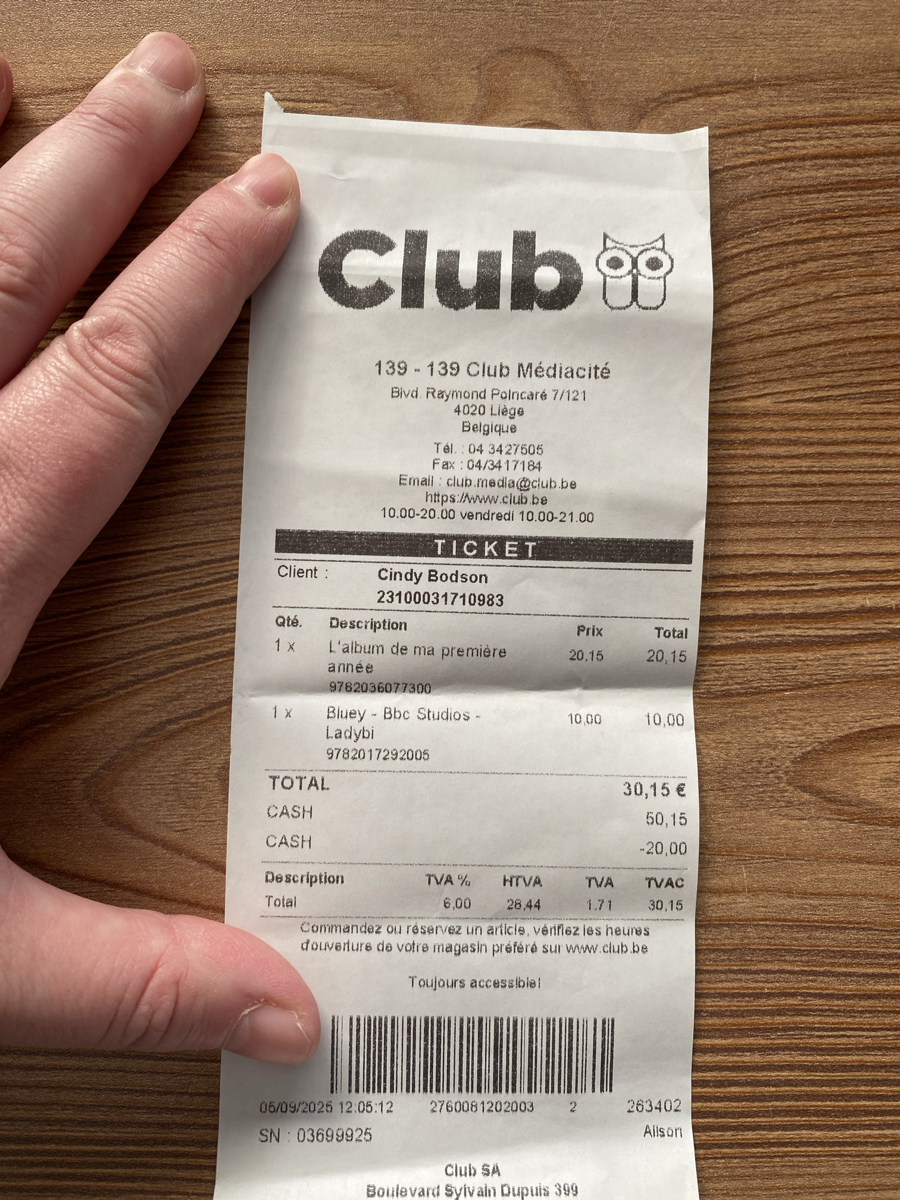 Club
139 - 139 Club Médiacité
Blvd. Raymond Poincaré 7/121
4020 Liège
Belgique
Tél. : 04 3427505
Fax : 04/3417184
Email : club.media@club.be
https://www.club.be
10.00-20.00 vendredi 10.00-21.00
TICKET
Client : Cindy Bodson
23100031710983
Qté. Description Prix Total
1 x L'album de ma première 20,15 20,15
année
9782036077300
1 x Bluey - Bbc Studios - 10,00 10,00
Ladybi
9782017292005
TOTAL 30,15 €
CASH 50,15
CASH -20,00
Description TVA % HTVA TVA TVAC
Total 6,00 28,44 1.71 30,15
Commandez ou réservez un article, vérifiez les heures
d'ouverture de votre magasin préféré sur www.club.be
Toujours accessible!
05/09/2025 12:05:12 2760081202003 2 263402
SN : 03699925 Alison
Club SA
Boulevard Sylvain Dupuis 399